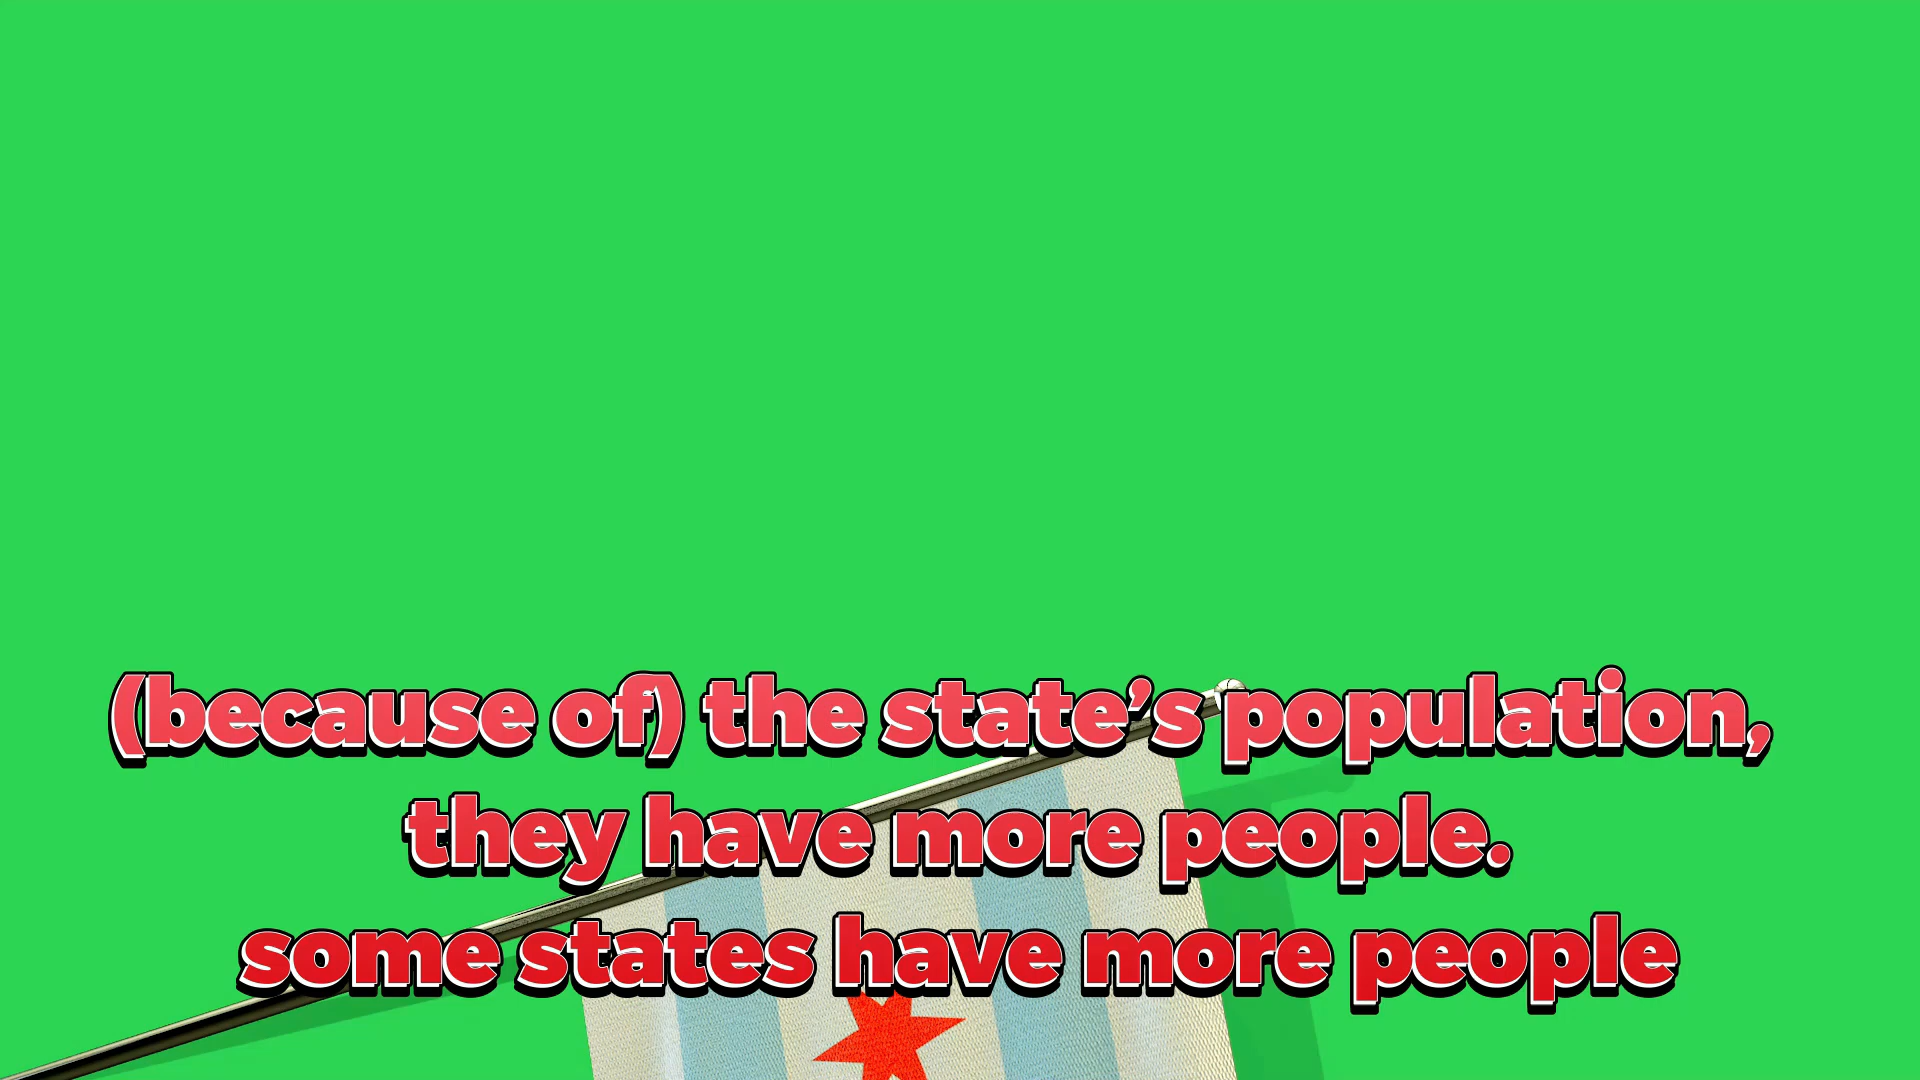 (because of) the state’s population,
they have more people.
some states have more people